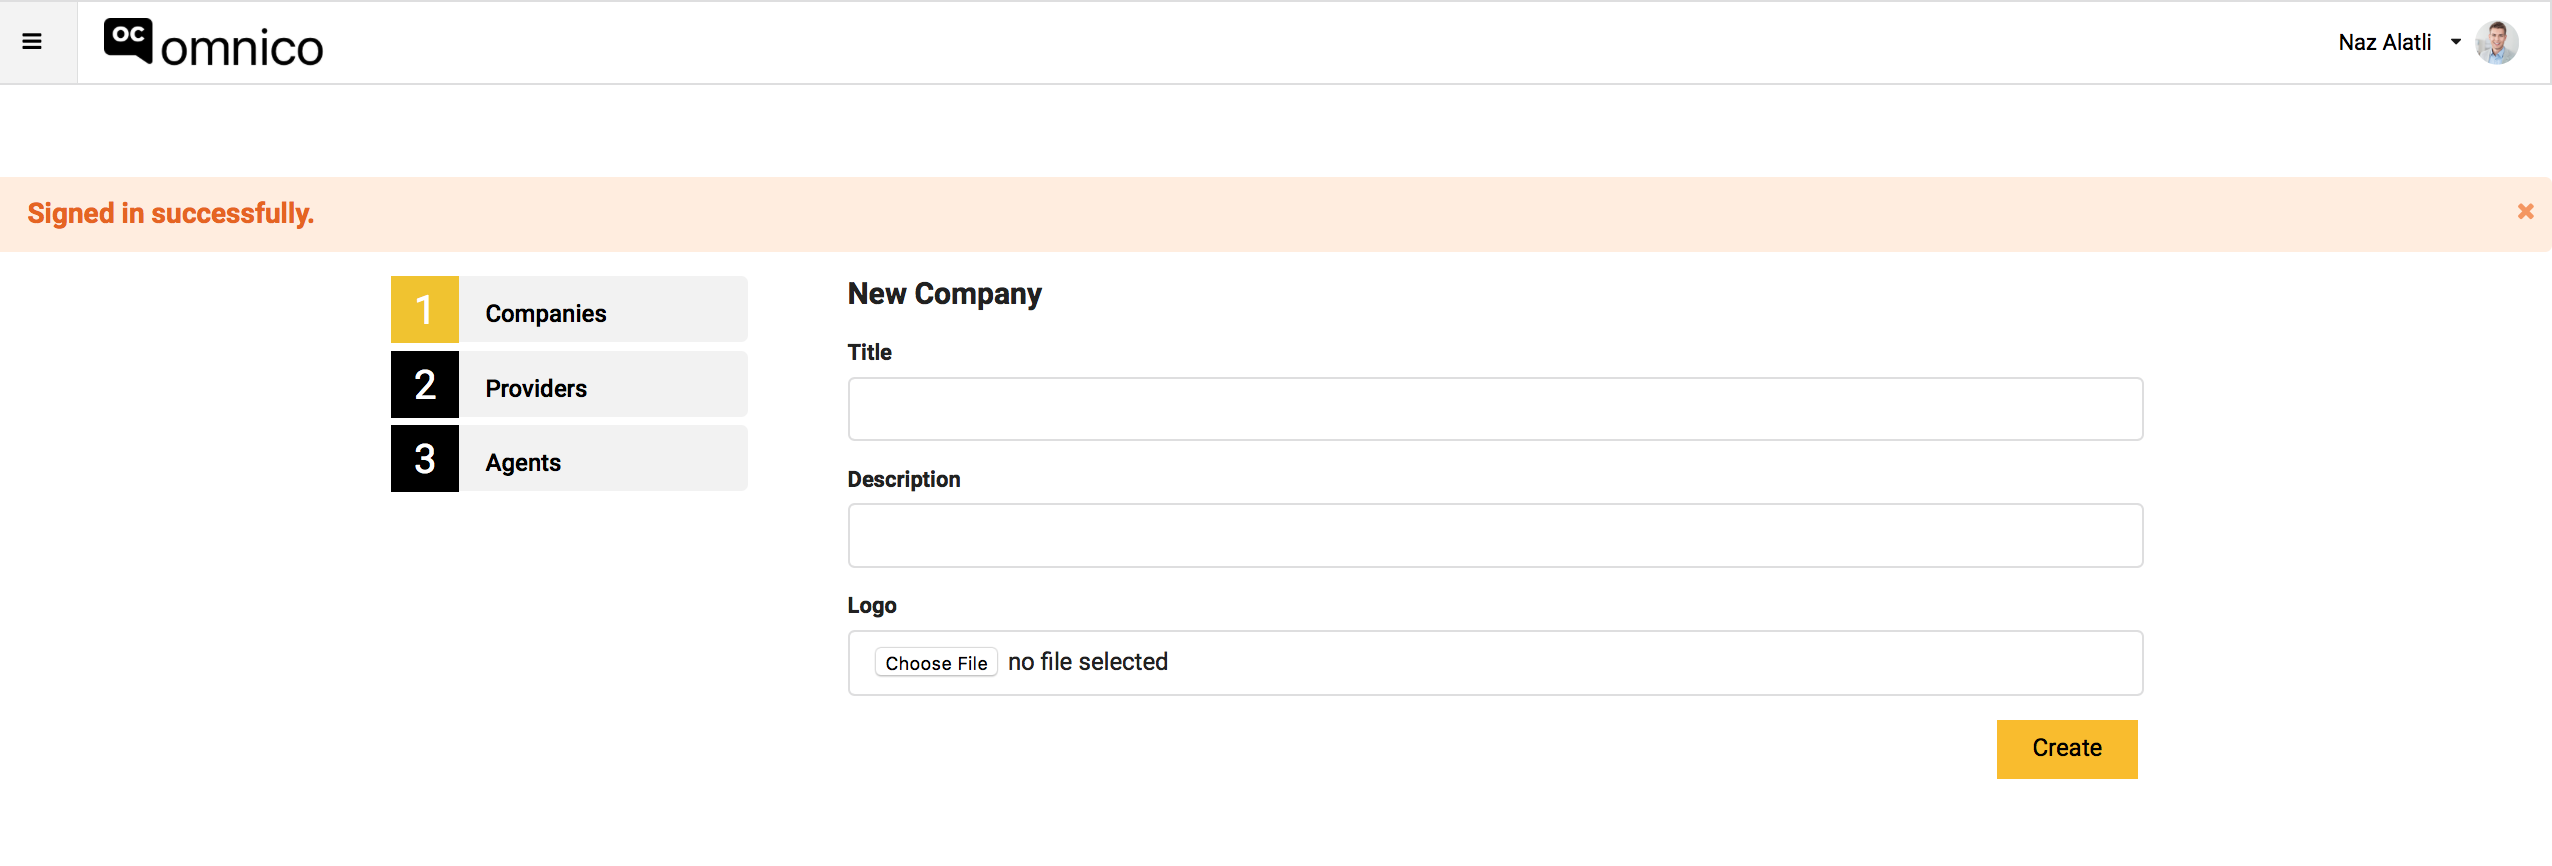 OC omnico
Naz Alatli
Signed in successfully.
1 Companies
2 Providers
3 Agents
New Company
Title
Description
Logo
Choose File no file selected
Create